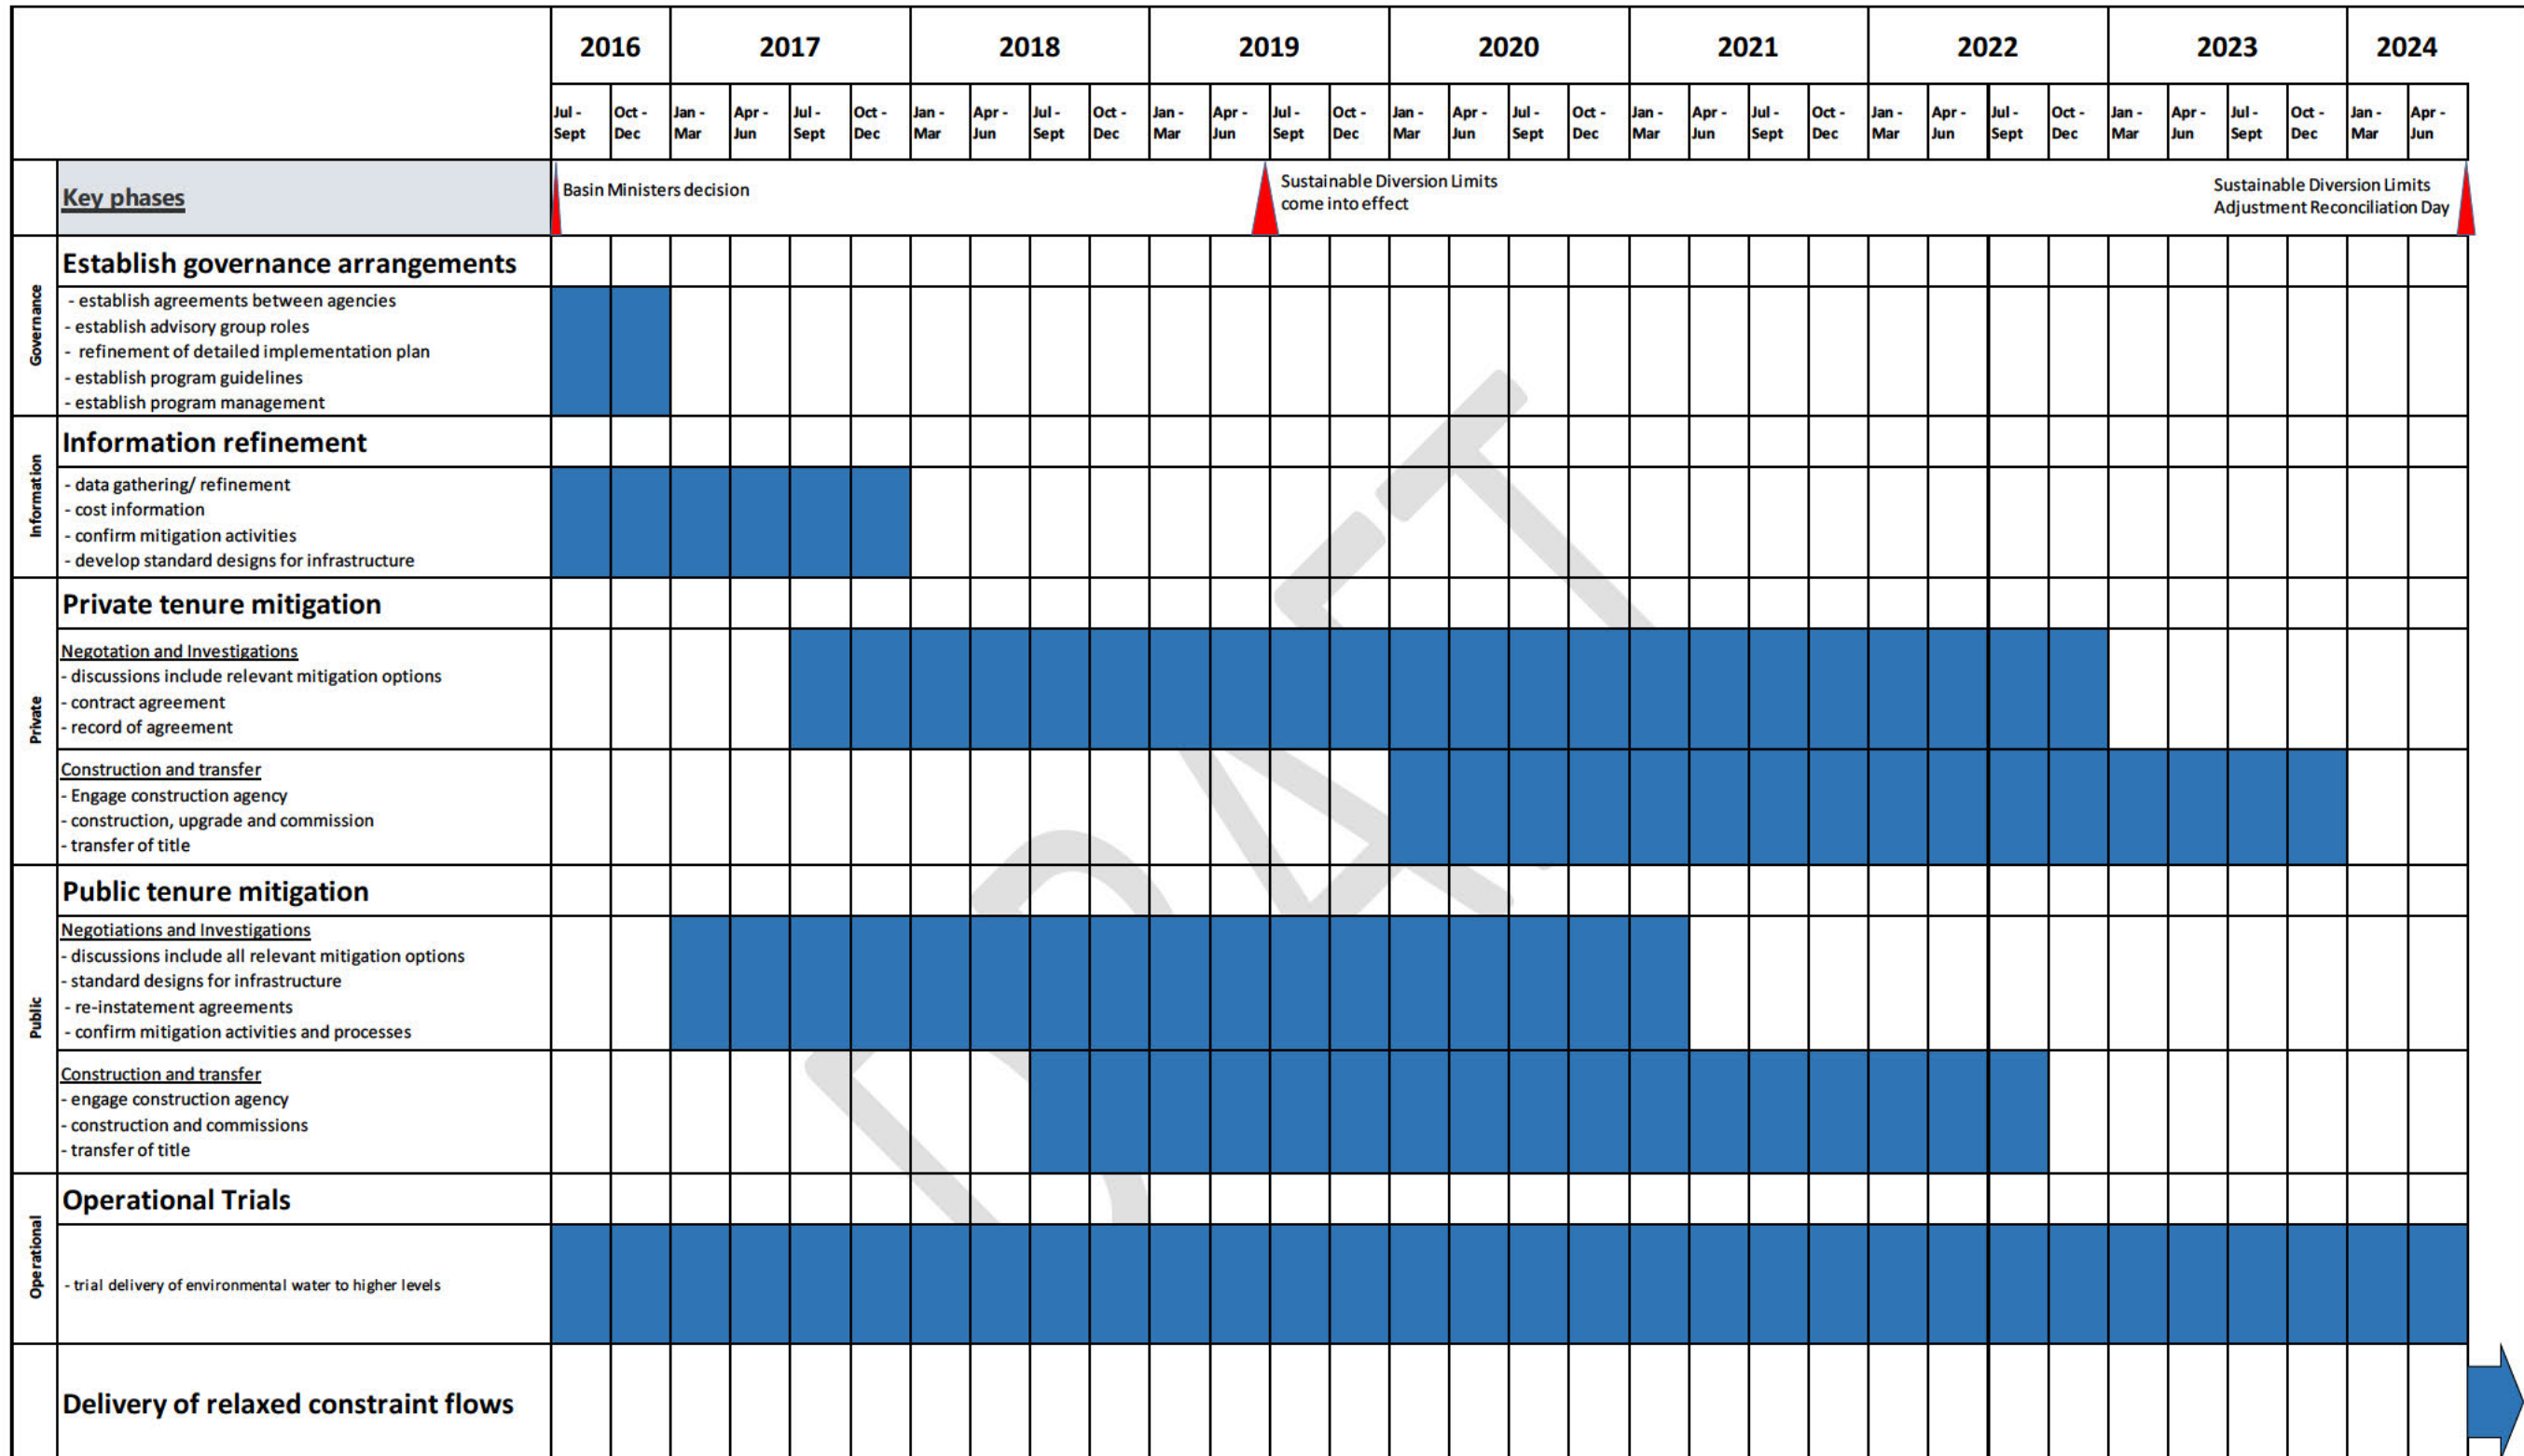 2016 2017 2018 2019 2020 2021 2022 2023 2024
Jul - Oct - Jan - Apr - Jul - Oct - Jan - Apr - Jul - Oct - Jan - Apr - Jul - Oct - Jan - Apr - Jul - Oct - Jan - Apr - Jul - Oct - Jan - Apr - Jul - Oct - Jan - Apr - Jul - Oct - Jan - Apr -
Sept Dec Mar Jun Sept Dec Mar Jun Sept Dec Mar Jun Sept Dec Mar Jun Sept Dec Mar Jun Sept Dec Mar Jun Sept Dec Mar Jun Sept Dec Mar Jun
Key phases
Basin Ministers decision
Sustainable Diversion Limits
come into effect
Sustainable Diversion Limits
Adjustment Reconciliation Day
Governance
Establish governance arrangements
- establish agreements between agencies
- establish advisory group roles
- refinement of detailed implementation plan
- establish program guidelines
- establish program management
Information
Information refinement
- data gathering/ refinement
- cost information
- confirm mitigation activities
- develop standard designs for infrastructure
Private
Private tenure mitigation
Negotation and Investigations
- discussions include relevant mitigation options
- contract agreement
- record of agreement
Construction and transfer
- Engage construction agency
- construction, upgrade and commission
- transfer of title
Public
Public tenure mitigation
Negotiations and Investigations
- discussions include all relevant mitigation options
- standard designs for infrastructure
- re-instatement agreements
- confirm mitigation activities and processes
Construction and transfer
- engage construction agency
- construction and commissions
- transfer of title
Operational
Operational Trials
- trial delivery of environmental water to higher levels
Delivery of relaxed constraint flows
DRAFT